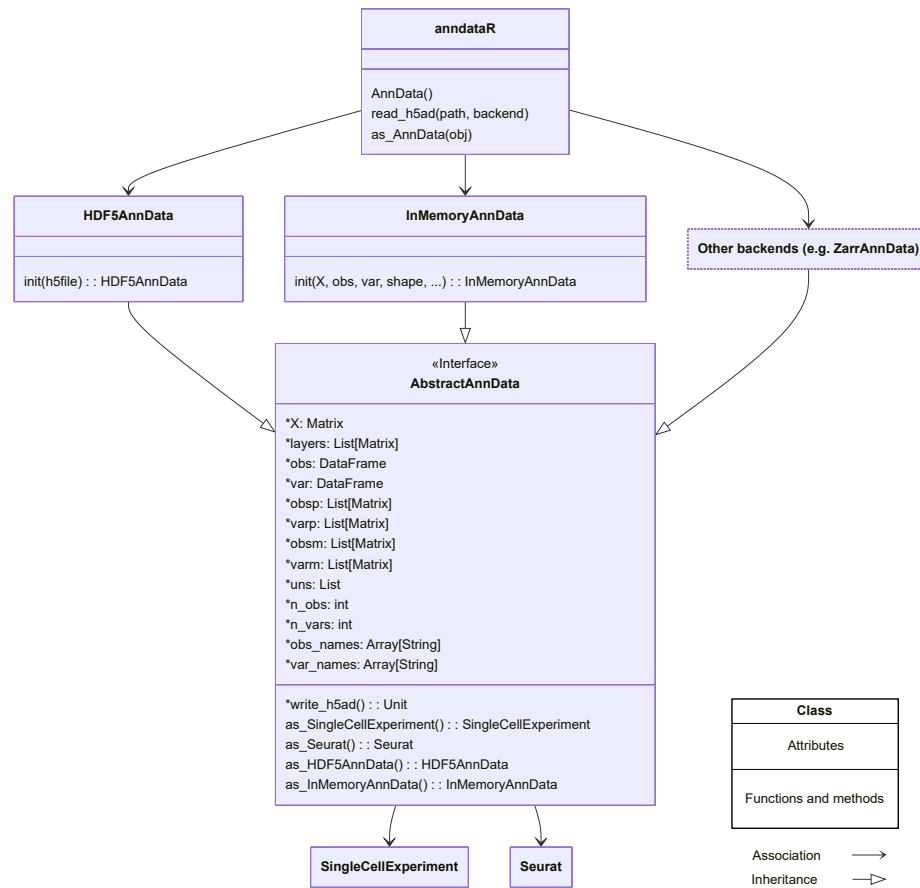 anndataR
AnnData()
read_h5ad(path, backend)
as_AnnData(obj)
HDF5AnnData
init(h5file) : : HDF5AnnData
InMemoryAnnData
init(X, obs, var, shape, ...) : : InMemoryAnnData
Other backends (e.g. ZarrAnnData)
«Interface»
AbstractAnnData
*X: Matrix
*layers: List[Matrix]
*obs: DataFrame
*var: DataFrame
*obsp: List[Matrix]
*varp: List[Matrix]
*obsm: List[Matrix]
*varm: List[Matrix]
*uns: List
*n_obs: int
*n_vars: int
*obs_names: Array[String]
*var_names: Array[String]
*write_h5ad() : : Unit
as_SingleCellExperiment() : : SingleCellExperiment
as_Seurat() : : Seurat
as_HDF5AnnData() : : HDF5AnnData
as_InMemoryAnnData() : : InMemoryAnnData
SingleCellExperiment
Seurat
Class
Attributes
Functions and methods
Association
Inheritance